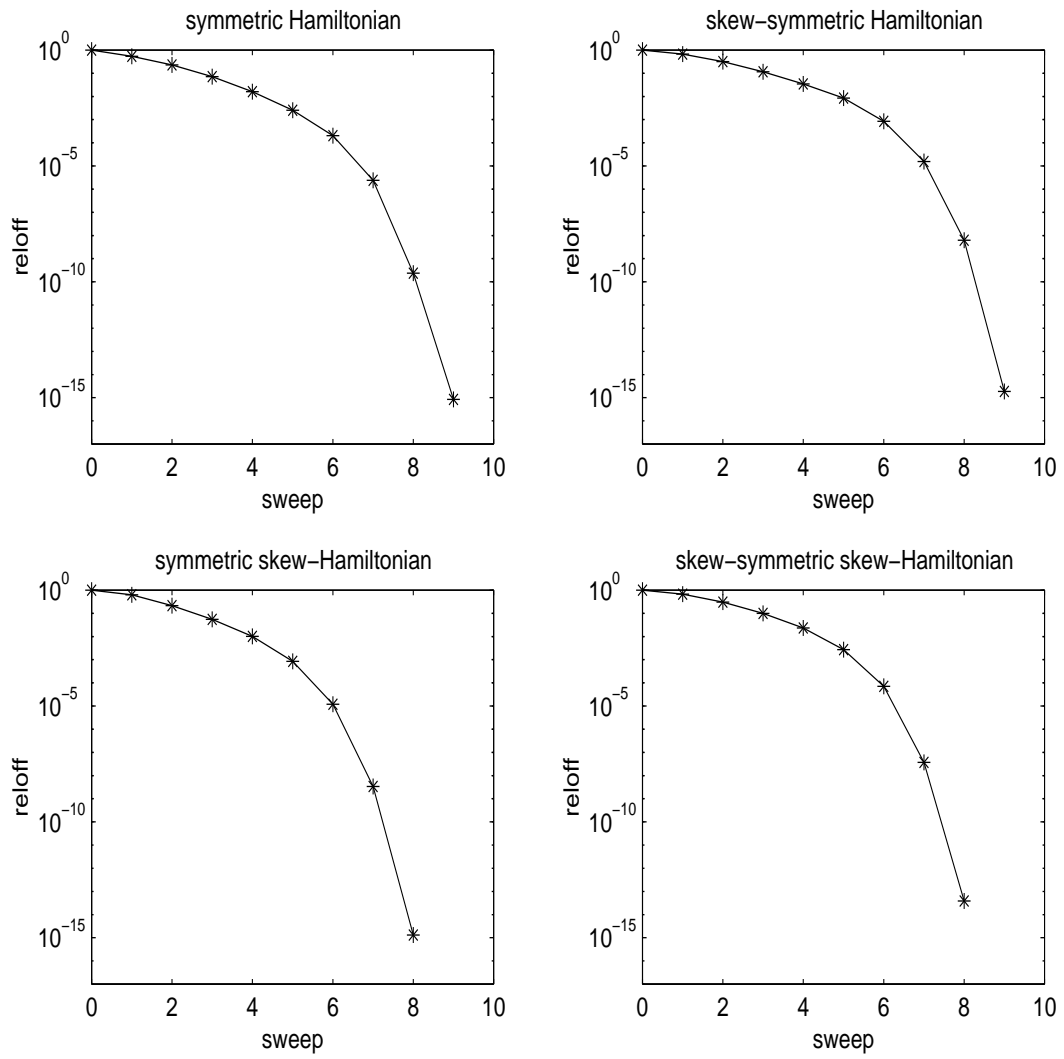 symmetric Hamiltonian
10^0
10^−5
10^−10
10^−15
reloff
0 2 4 6 8 10
sweep
skew−symmetric Hamiltonian
10^0
10^−5
10^−10
10^−15
reloff
0 2 4 6 8 10
sweep
symmetric skew−Hamiltonian
10^0
10^−5
10^−10
10^−15
reloff
0 2 4 6 8 10
sweep
skew−symmetric skew−Hamiltonian
10^0
10^−5
10^−10
10^−15
reloff
0 2 4 6 8 10
sweep